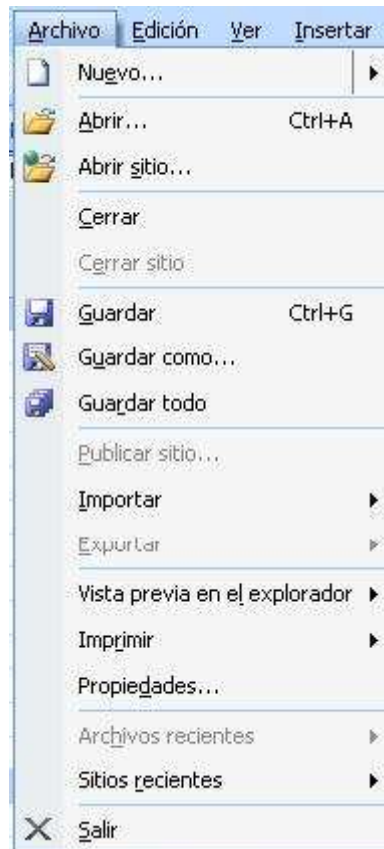 Archivo Edición Ver Insertar
Nuevo...
Abrir... Ctrl+A
Abrir sitio...
Cerrar
Cerrar sitio
Guardar Ctrl+G
Guardar como...
Guardar todo
Publicar sitio...
Importar
Exportar
Vista previa en el explorador
Imprimir
Propiedades...
Archivos recientes
Sitios recientes
Salir